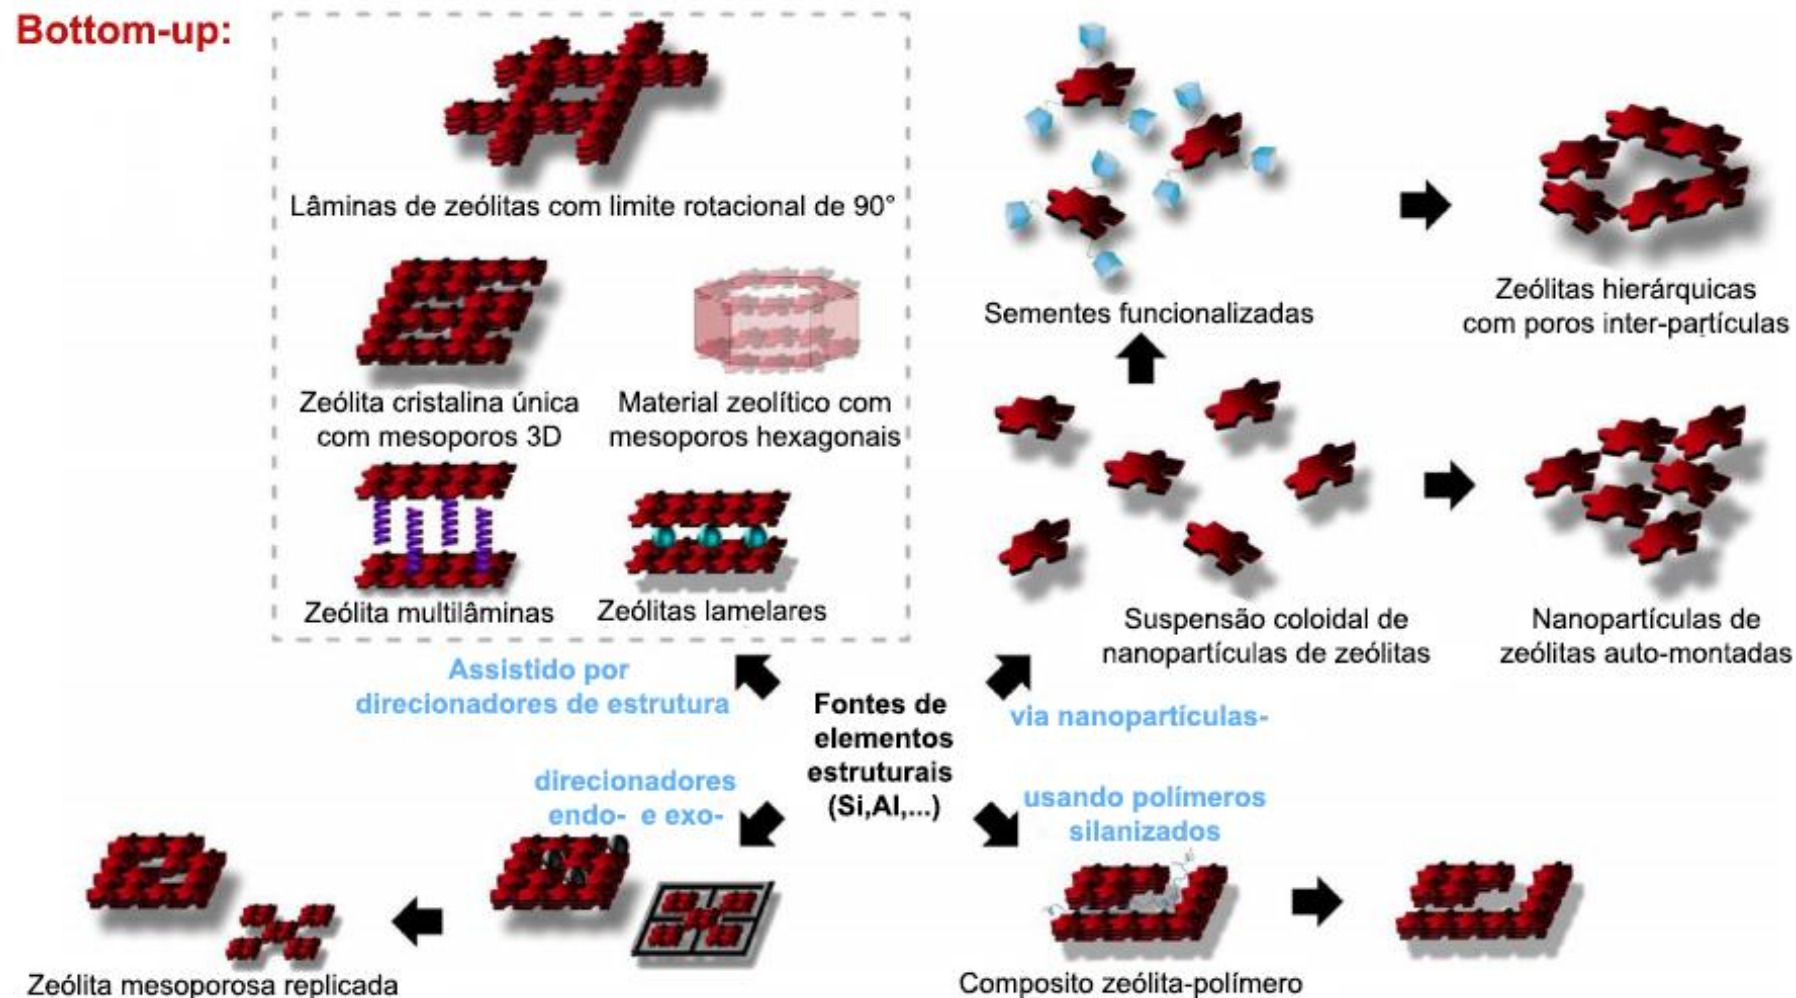 Bottom-up:
Lâminas de zeólitas com limite rotacional de 90°
Zeólita cristalina única
com mesoporos 3D
Material zeolítico com
mesoporos hexagonais
Zeólita multilâminas
Zeólitas lamelares
Sementes funcionalizadas
Zeólitas hierárquicas
com poros inter-partículas
Suspensão coloidal de
nanopartículas de zeólitas
Nanopartículas de
zeólitas auto-montadas
Assistido por
direcionadores de estrutura
Fontes de
elementos
estruturais
(Si,Al,...)
via nanopartículas-
direcionadores
endo- e exo-
usando polímeros
silanizados
Zeólita mesoporosa replicada
Composito zeólita-polímero